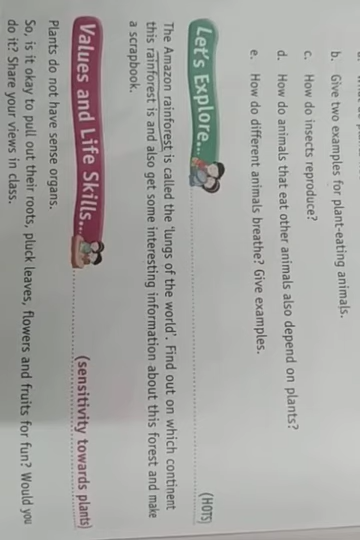 b. Give two examples for plant-eating animals.
c. How do insects reproduce?
d. How do animals that eat other animals also depend on plants?
e. How do different animals breathe? Give examples.
Let's Explore...
(HOTS)
The Amazon rainforest is called the 'lungs of the world'. Find out on which continent
this rainforest is and also get some interesting information about this forest and make
a scrapbook.
Values and Life Skills...
(sensitivity towards plants)
Plants do not have sense organs.
So, is it okay to pull out their roots, pluck leaves, flowers and fruits for fun? Would you
do it? Share your views in class.